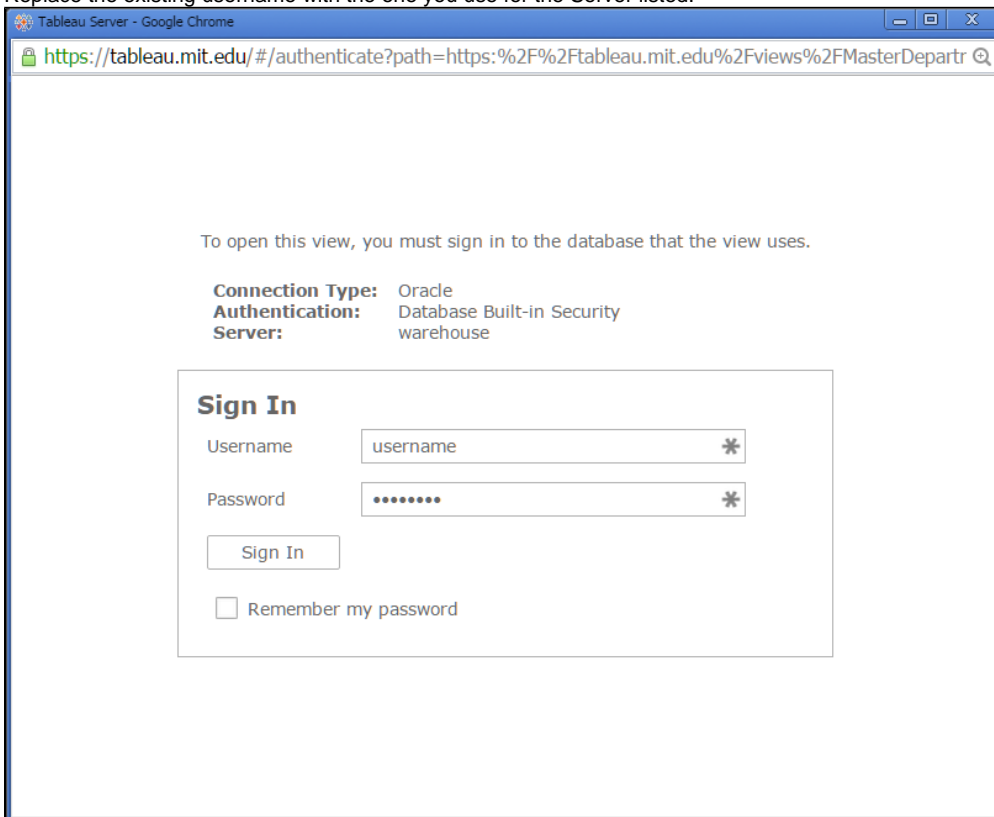 Replace the existing username with the one you use for the Server listed.
Tableau Server - Google Chrome
https://tableau.mit.edu/#/authenticate?path=https:%2F%2Ftableau.mit.edu%2Fviews%2FMasterDepartr
To open this view, you must sign in to the database that the view uses.
Connection Type: Oracle
Authentication: Database Built-in Security
Server: warehouse
Sign In
Username username
Password ••••••••
Sign In
Remember my password